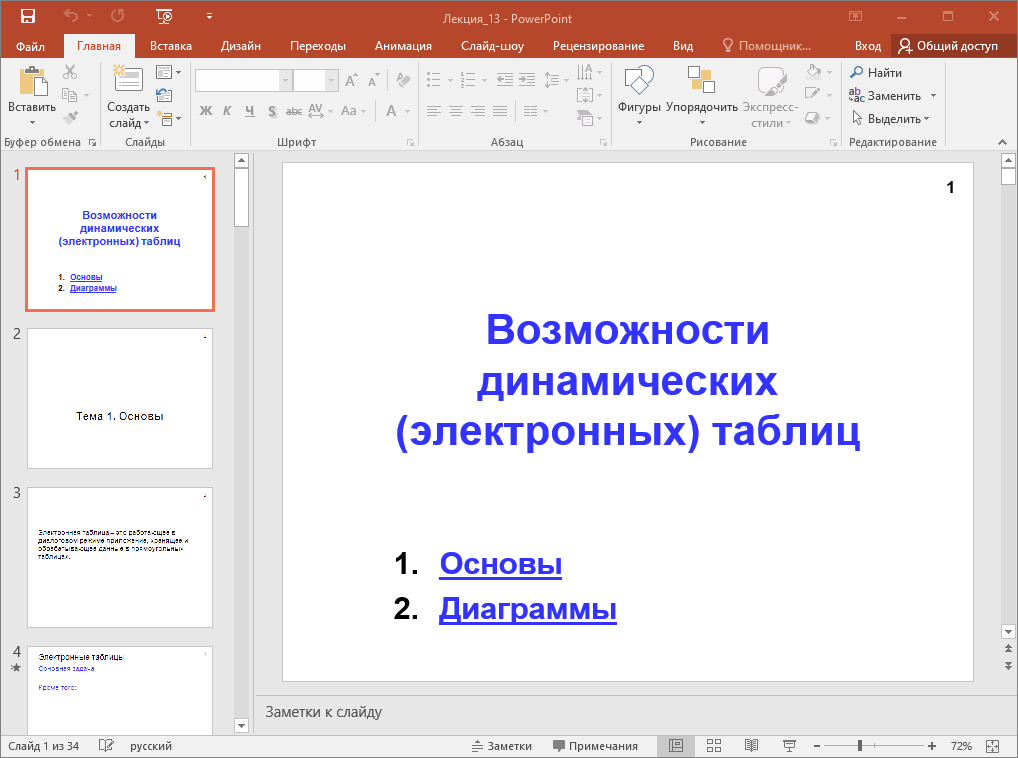 Лекция_13 - PowerPoint
Файл Главная Вставка Дизайн Переходы Анимация Слайд-шоу Рецензирование Вид Помощник... Вход Общий доступ
Вставить
Создать слайд
Ж К Ч S abc AV Aa A
Фигуры Упорядочить Экспресс-стили
Найти
Заменить
Выделить
Буфер обмена Слайды Шрифт Абзац Рисование Редактирование
1
Возможности
динамических
(электронных) таблиц
1. Основы
2. Диаграммы
2
Тема 1. Основы
3
Электронная таблица – это работающее в
диалоговом режиме приложение, хранящее и
обрабатывающее данные в прямоугольных
таблицах.
4
Электронные таблицы
Основная задача
Кроме того:
1
Возможности
динамических
(электронных) таблиц
1. Основы
2. Диаграммы
Заметки к слайду
Слайд 1 из 34 русский Заметки Примечания 72%